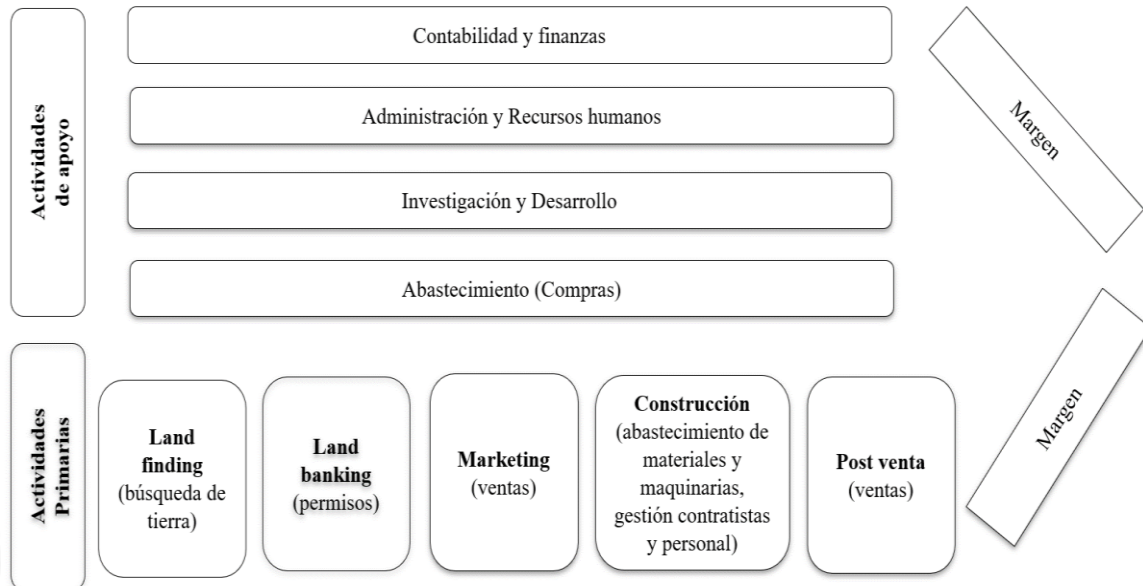 Actividades
de apoyo
Contabilidad y finanzas
Administración y Recursos humanos
Investigación y Desarrollo
Abastecimiento (Compras)
Margen
Actividades
Primarias
Land
finding
(búsqueda de
tierra)
Land
banking
(permisos)
Marketing
(ventas)
Construcción
(abastecimiento de
materiales y
maquinarias,
gestión contratistas
y personal)
Post venta
(ventas)
Margen